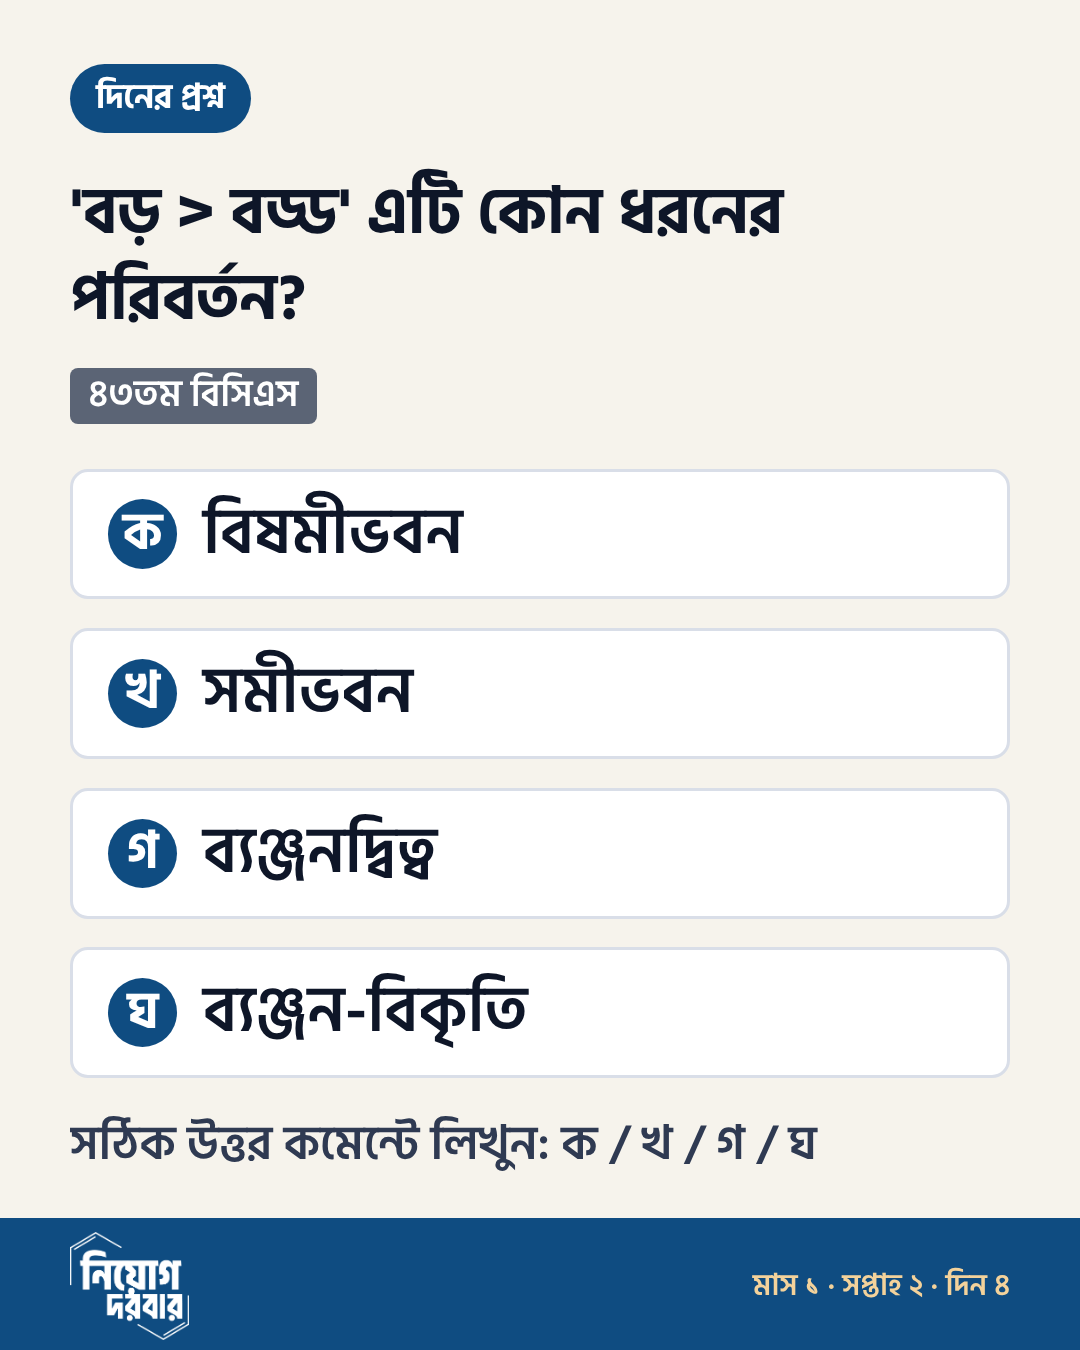 দিনের প্রশ্ন
'বড় > বড্ড' এটি কোন ধরনের
পরিবর্তন?
৪৩তম বিসিএস
ক বিষমীভবন
খ সমীভবন
গ ব্যঞ্জনদ্বিত্ব
ঘ ব্যঞ্জন-বিকৃতি
সঠিক উত্তর কমেন্টে লিখুন: ক / খ / গ / ঘ
নিয়োগ
দরবার
মাস ১ · সপ্তাহ ২ · দিন ৪